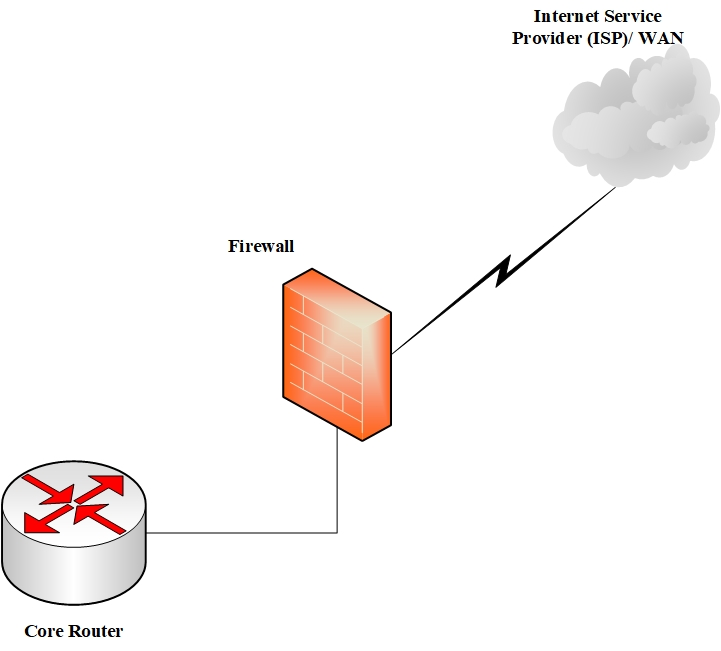 Internet Service
Provider (ISP)/ WAN
Firewall
Core Router